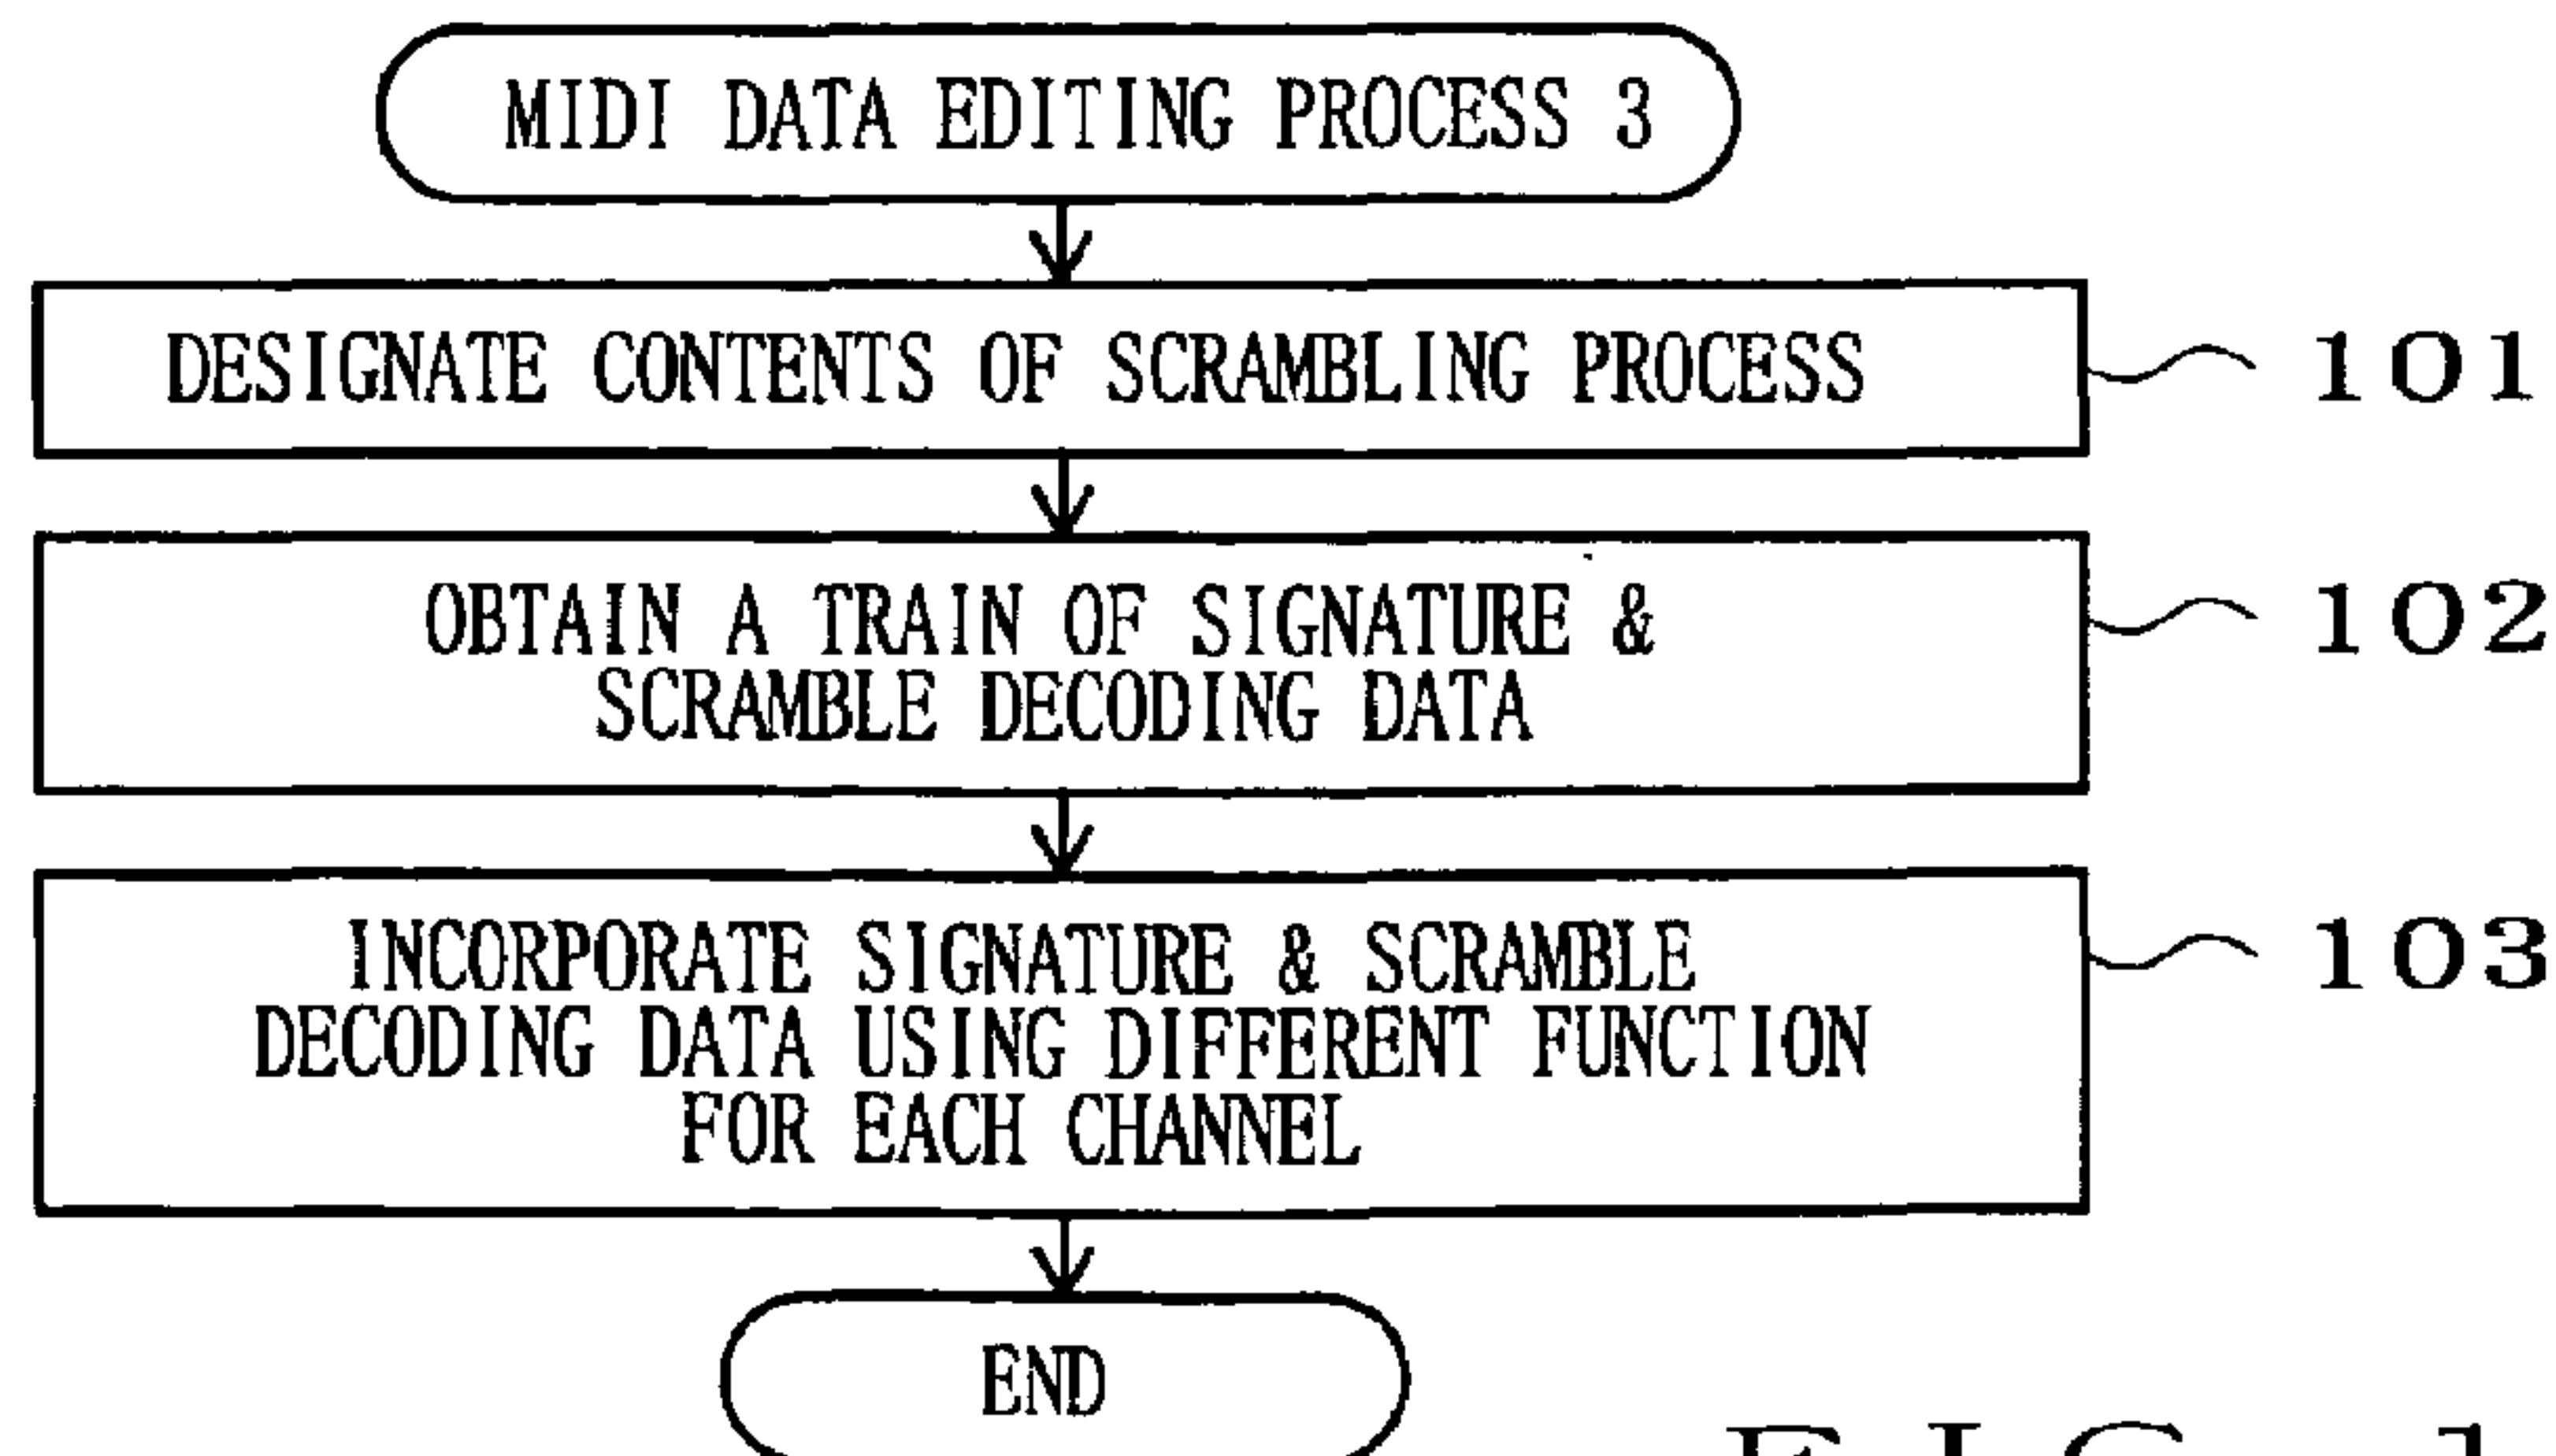 MIDI DATA EDITING PROCESS 3
DESIGNATE CONTENTS OF SCRAMBLING PROCESS
101
OBTAIN A TRAIN OF SIGNATURE &
SCRAMBLE DECODING DATA
102
INCORPORATE SIGNATURE & SCRAMBLE
DECODING DATA USING DIFFERENT FUNCTION
FOR EACH CHANNEL
103
END